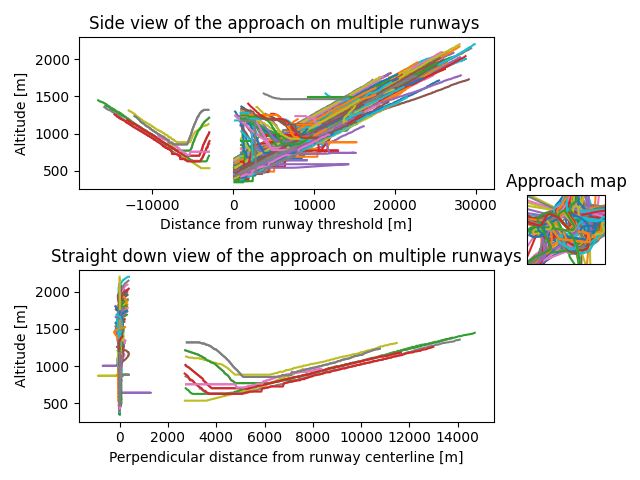 Side view of the approach on multiple runways
Altitude [m]
2000
1500
1000
500
−10000 0 10000 20000 30000
Distance from runway threshold [m]
Approach map
Straight down view of the approach on multiple runways
Altitude [m]
2000
1500
1000
500
0 2000 4000 6000 8000 10000 12000 14000
Perpendicular distance from runway centerline [m]